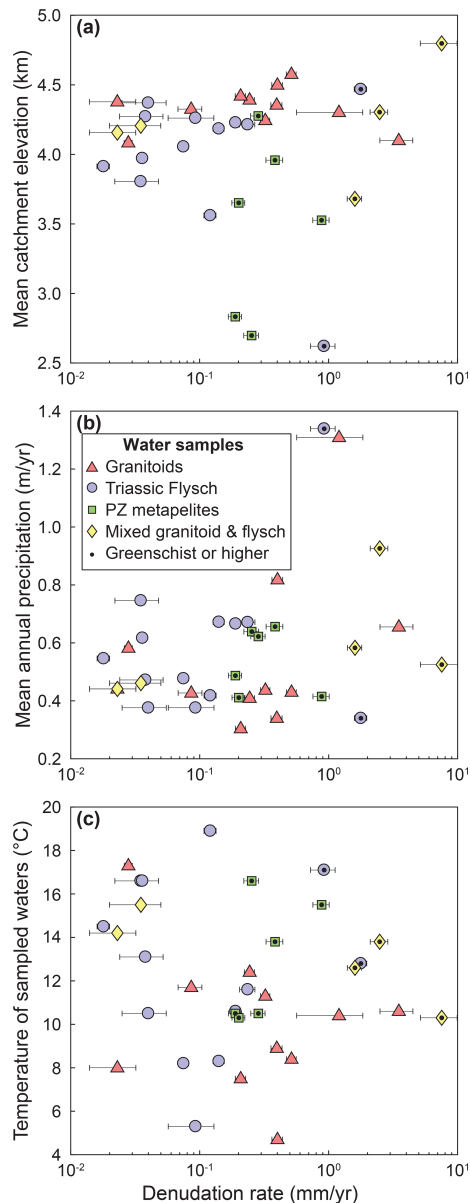 (a)
Mean catchment elevation (km)
5.0
4.5
4.0
3.5
3.0
2.5
10⁻² 10⁻¹ 10⁰ 10¹
(b)
Mean annual precipitation (m/yr)
1.4
1.2
1.0
0.8
0.6
0.4
0.2
Water samples
Granitoids
Triassic Flysch
PZ metapelites
Mixed granitoid & flysch
Greenschist or higher
10⁻² 10⁻¹ 10⁰ 10¹
(c)
Temperature of sampled waters (°C)
20
18
16
14
12
10
8
6
4
10⁻² 10⁻¹ 10⁰ 10¹
Denudation rate (mm/yr)